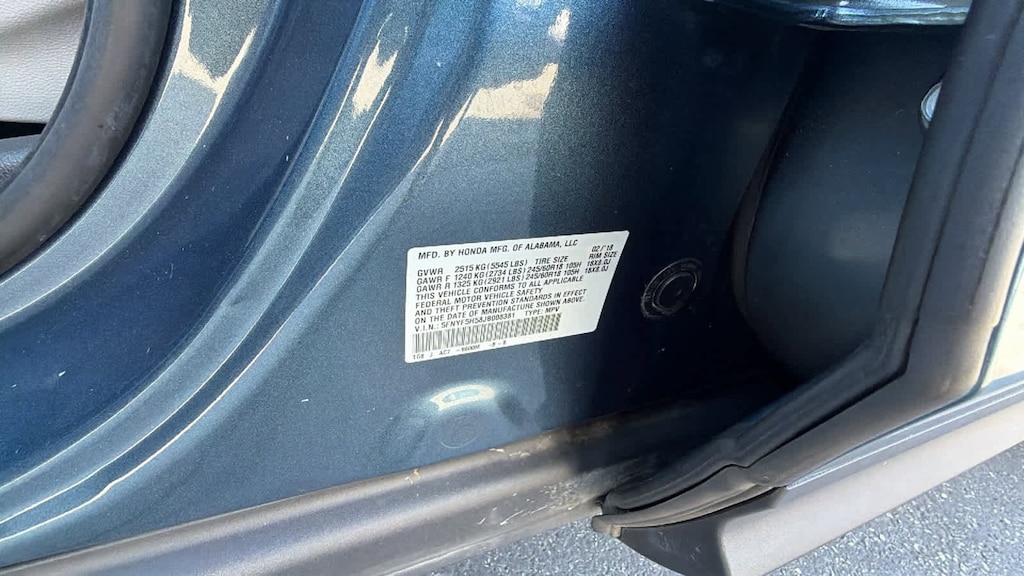 MFD. BY HONDA MFG. OF ALABAMA, LLC 02/'18
GVWR 2515 KG (5545 LBS) TIRE SIZE RIM SIZE
GAWR F 1240 KG (2734 LBS) 245/60R18 105H 18X8.0J
GAWR R 1325 KG (2921 LBS) 245/60R18 105H 18X8.0J
THIS VEHICLE CONFORMS TO ALL APPLICABLE
FEDERAL MOTOR VEHICLE SAFETY
AND THEFT PREVENTION STANDARDS IN EFFECT
ON THE DATE OF MANUFACTURE SHOWN ABOVE.
V.I.N.: TYPE: MPV